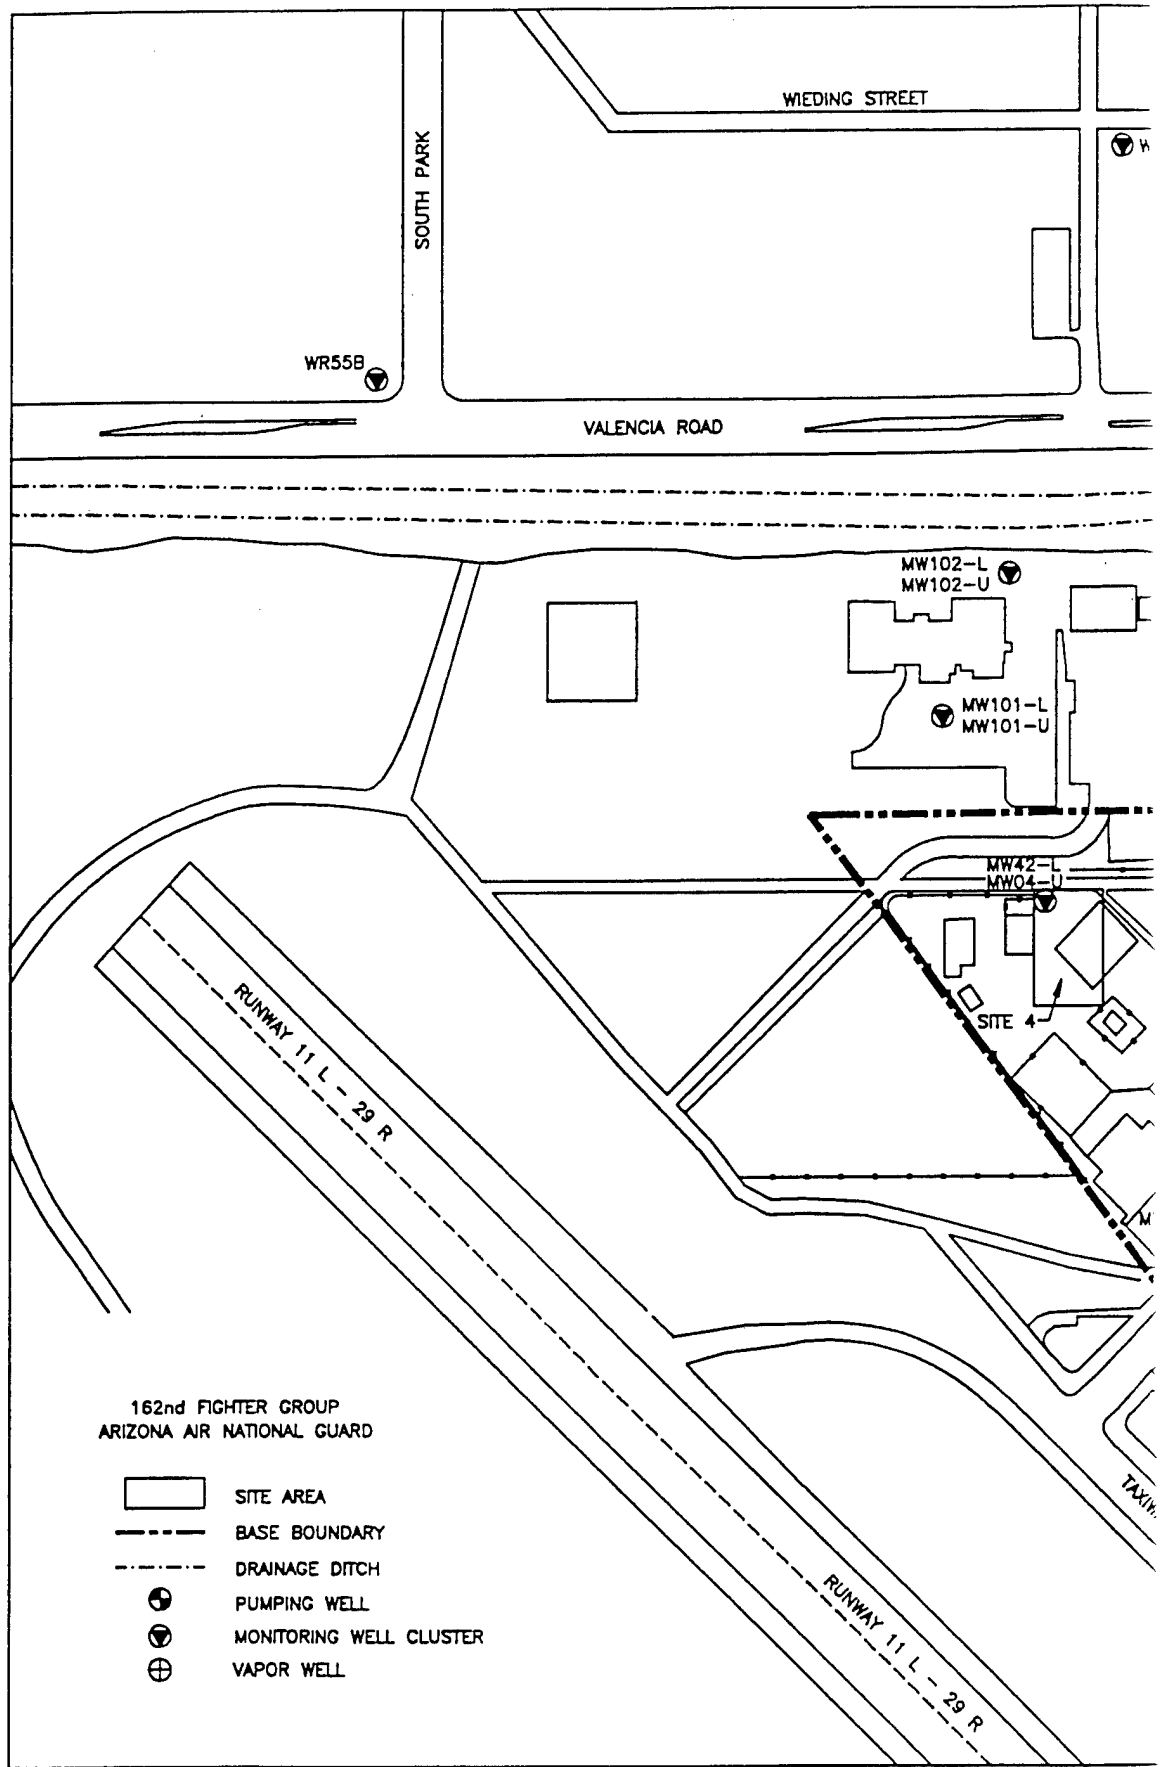 WIEDING STREET
SOUTH PARK
WR55B
VALENCIA ROAD
MW102-L
MW102-U
MW101-L
MW101-U
MW42-L
MW04-U
SITE 4
RUNWAY 11 L - 29 R
162nd FIGHTER GROUP
ARIZONA AIR NATIONAL GUARD
SITE AREA
BASE BOUNDARY
DRAINAGE DITCH
PUMPING WELL
MONITORING WELL CLUSTER
VAPOR WELL
RUNWAY 11 L - 29 R